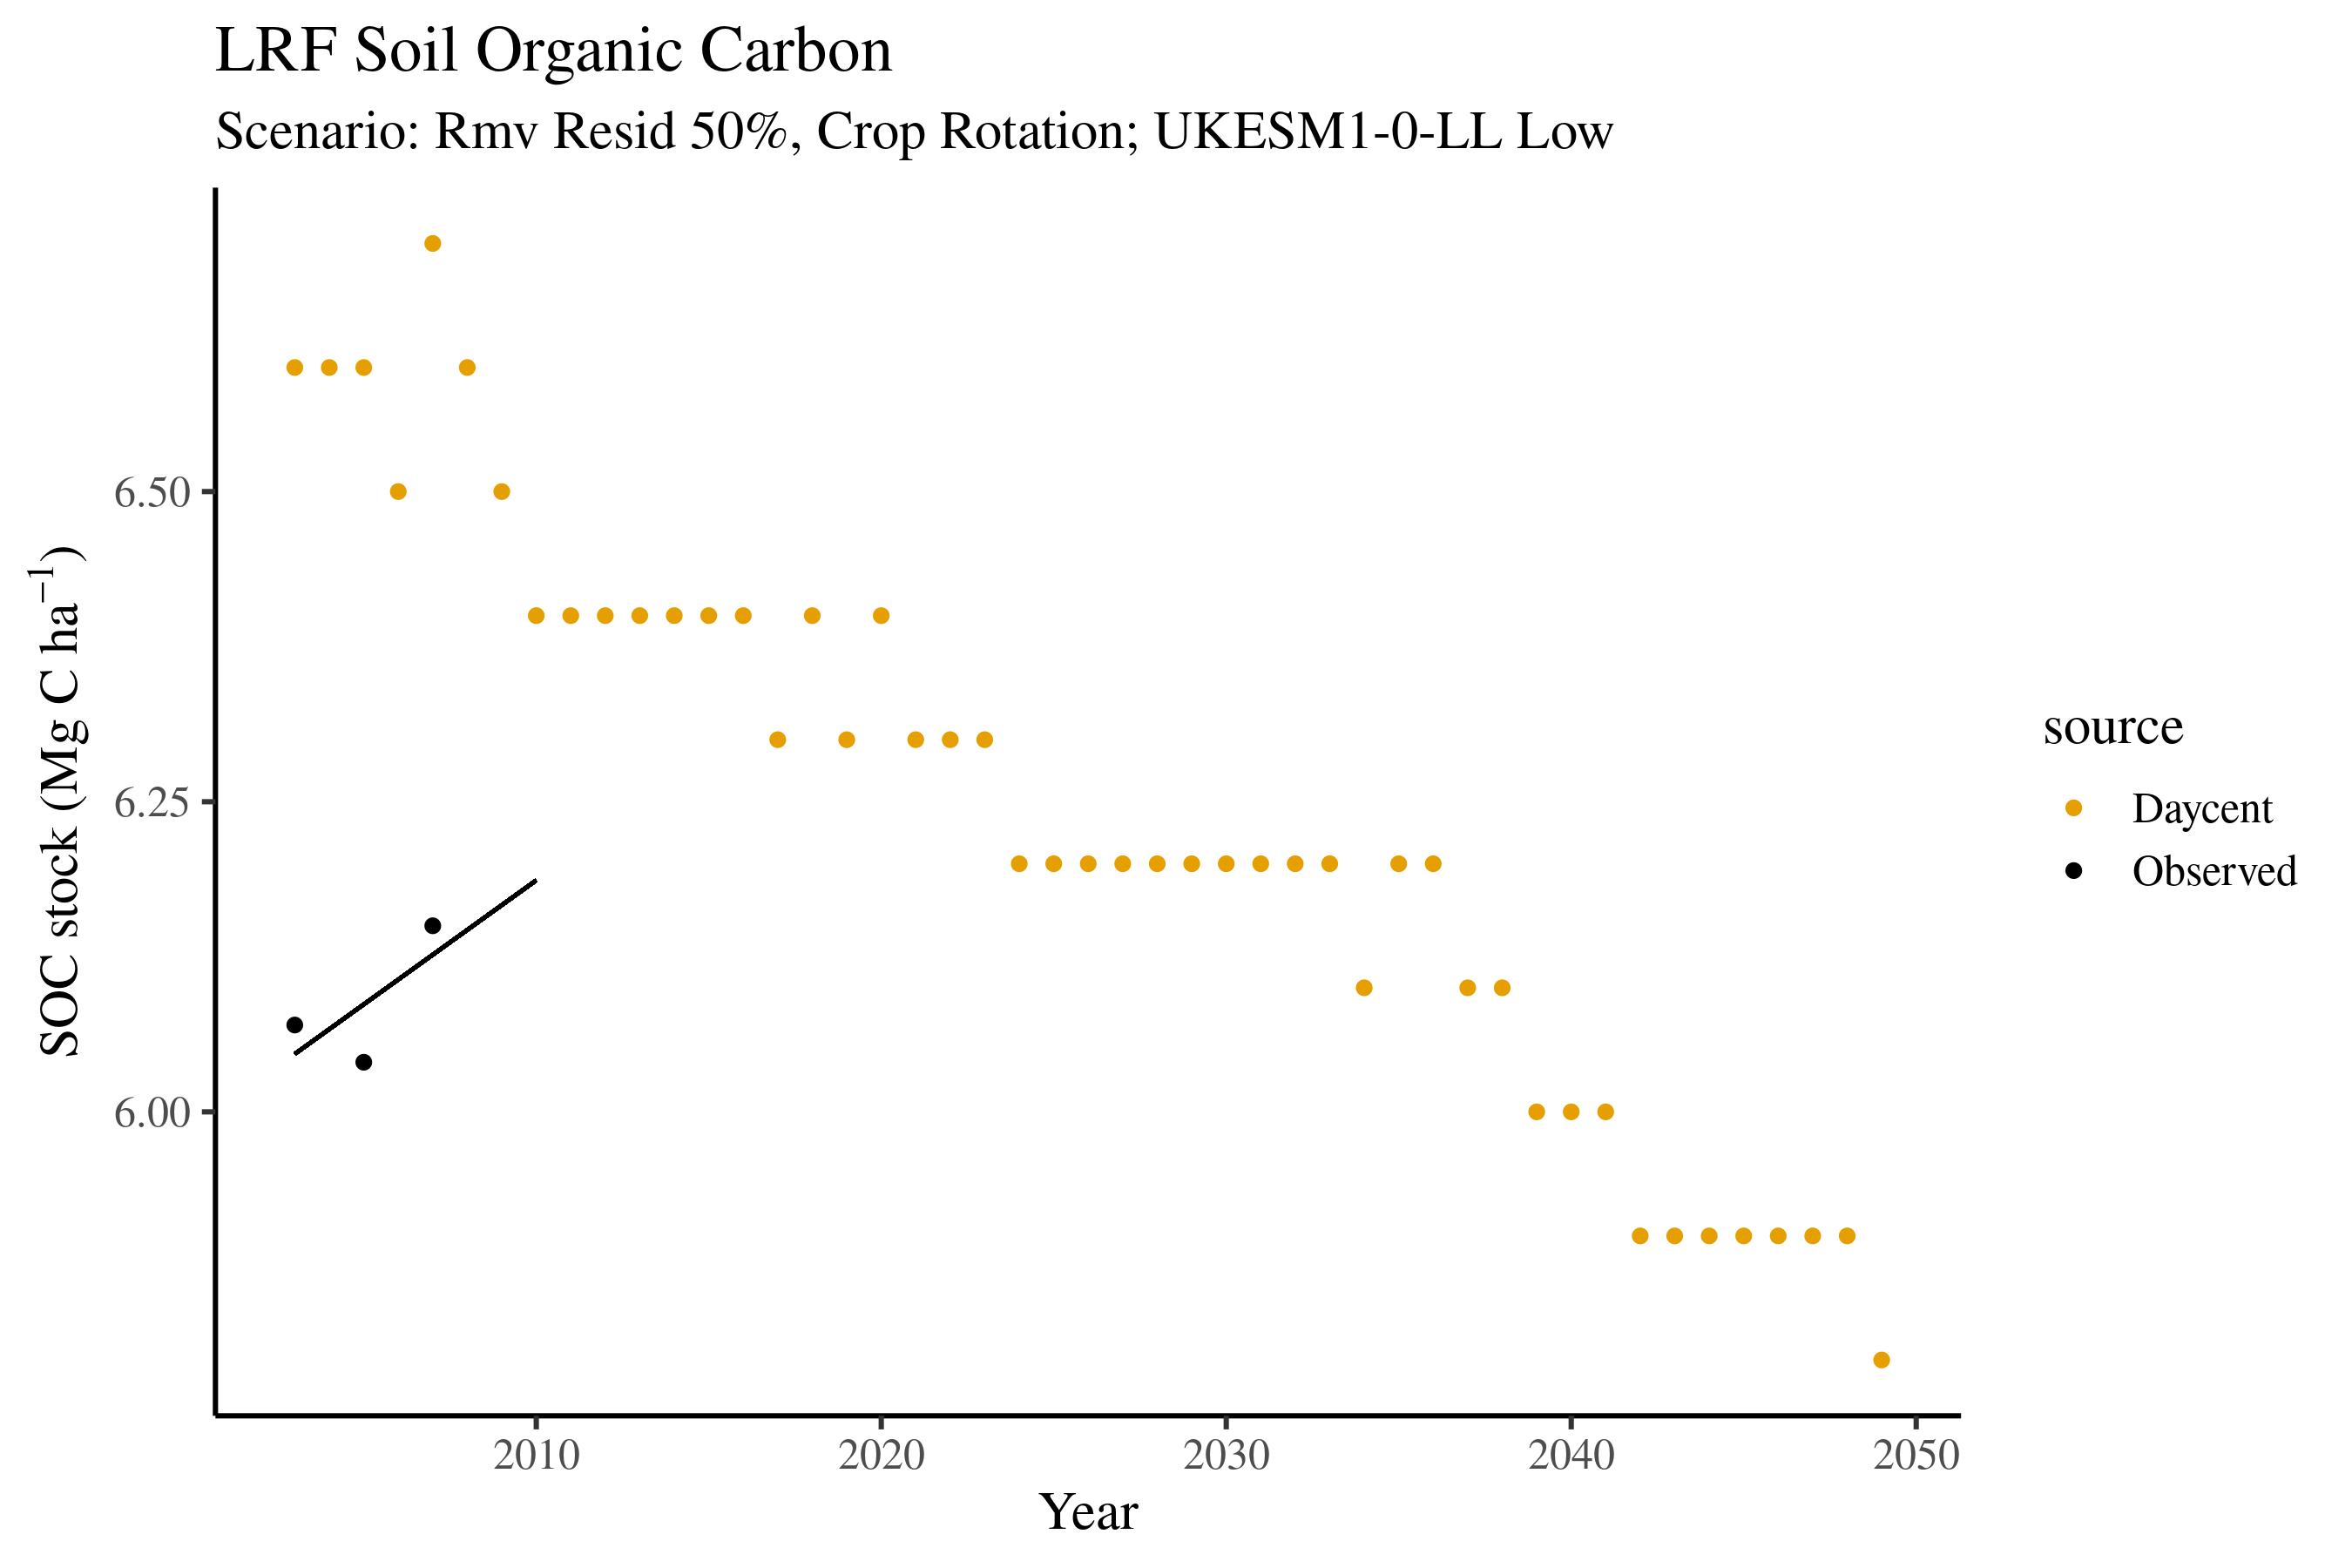 LRF Soil Organic Carbon
Scenario: Rmv Resid 50%, Crop Rotation; UKESM1-0-LL Low
SOC stock (Mg C ha⁻¹)
6.50
6.25
6.00
2010 2020 2030 2040 2050
Year
source
Daycent
Observed